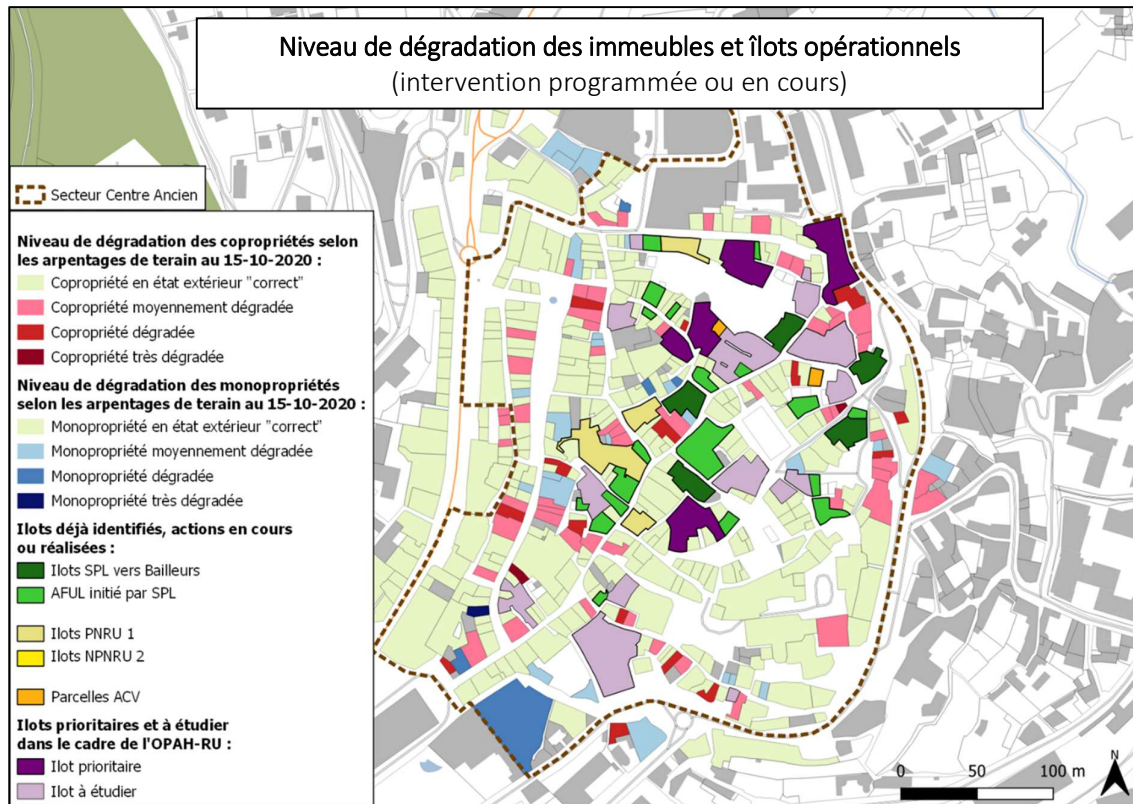 Niveau de dégradation des immeubles et îlots opérationnels
(intervention programmée ou en cours)
Secteur Centre Ancien
Niveau de dégradation des copropriétés selon
les arpentages de terain au 15-10-2020 :
Copropriété en état extérieur "correct"
Copropriété moyennement dégradée
Copropriété dégradée
Copropriété très dégradée
Niveau de dégradation des monopropriétés
selon les arpentages de terrain au 15-10-2020 :
Monopropriété en état extérieur "correct"
Monopropriété moyennement dégradée
Monopropriété dégradée
Monopropriété très dégradée
Ilots déjà identifiés, actions en cours
ou réalisées :
Ilots SPL vers Bailleurs
AFUL initié par SPL
Ilots PNRU 1
Ilots NPNRU 2
Parcelles ACV
Ilots prioritaires et à étudier
dans le cadre de l'OPAH-RU :
Ilot prioritaire
Ilot à étudier
0 50 100 m
N